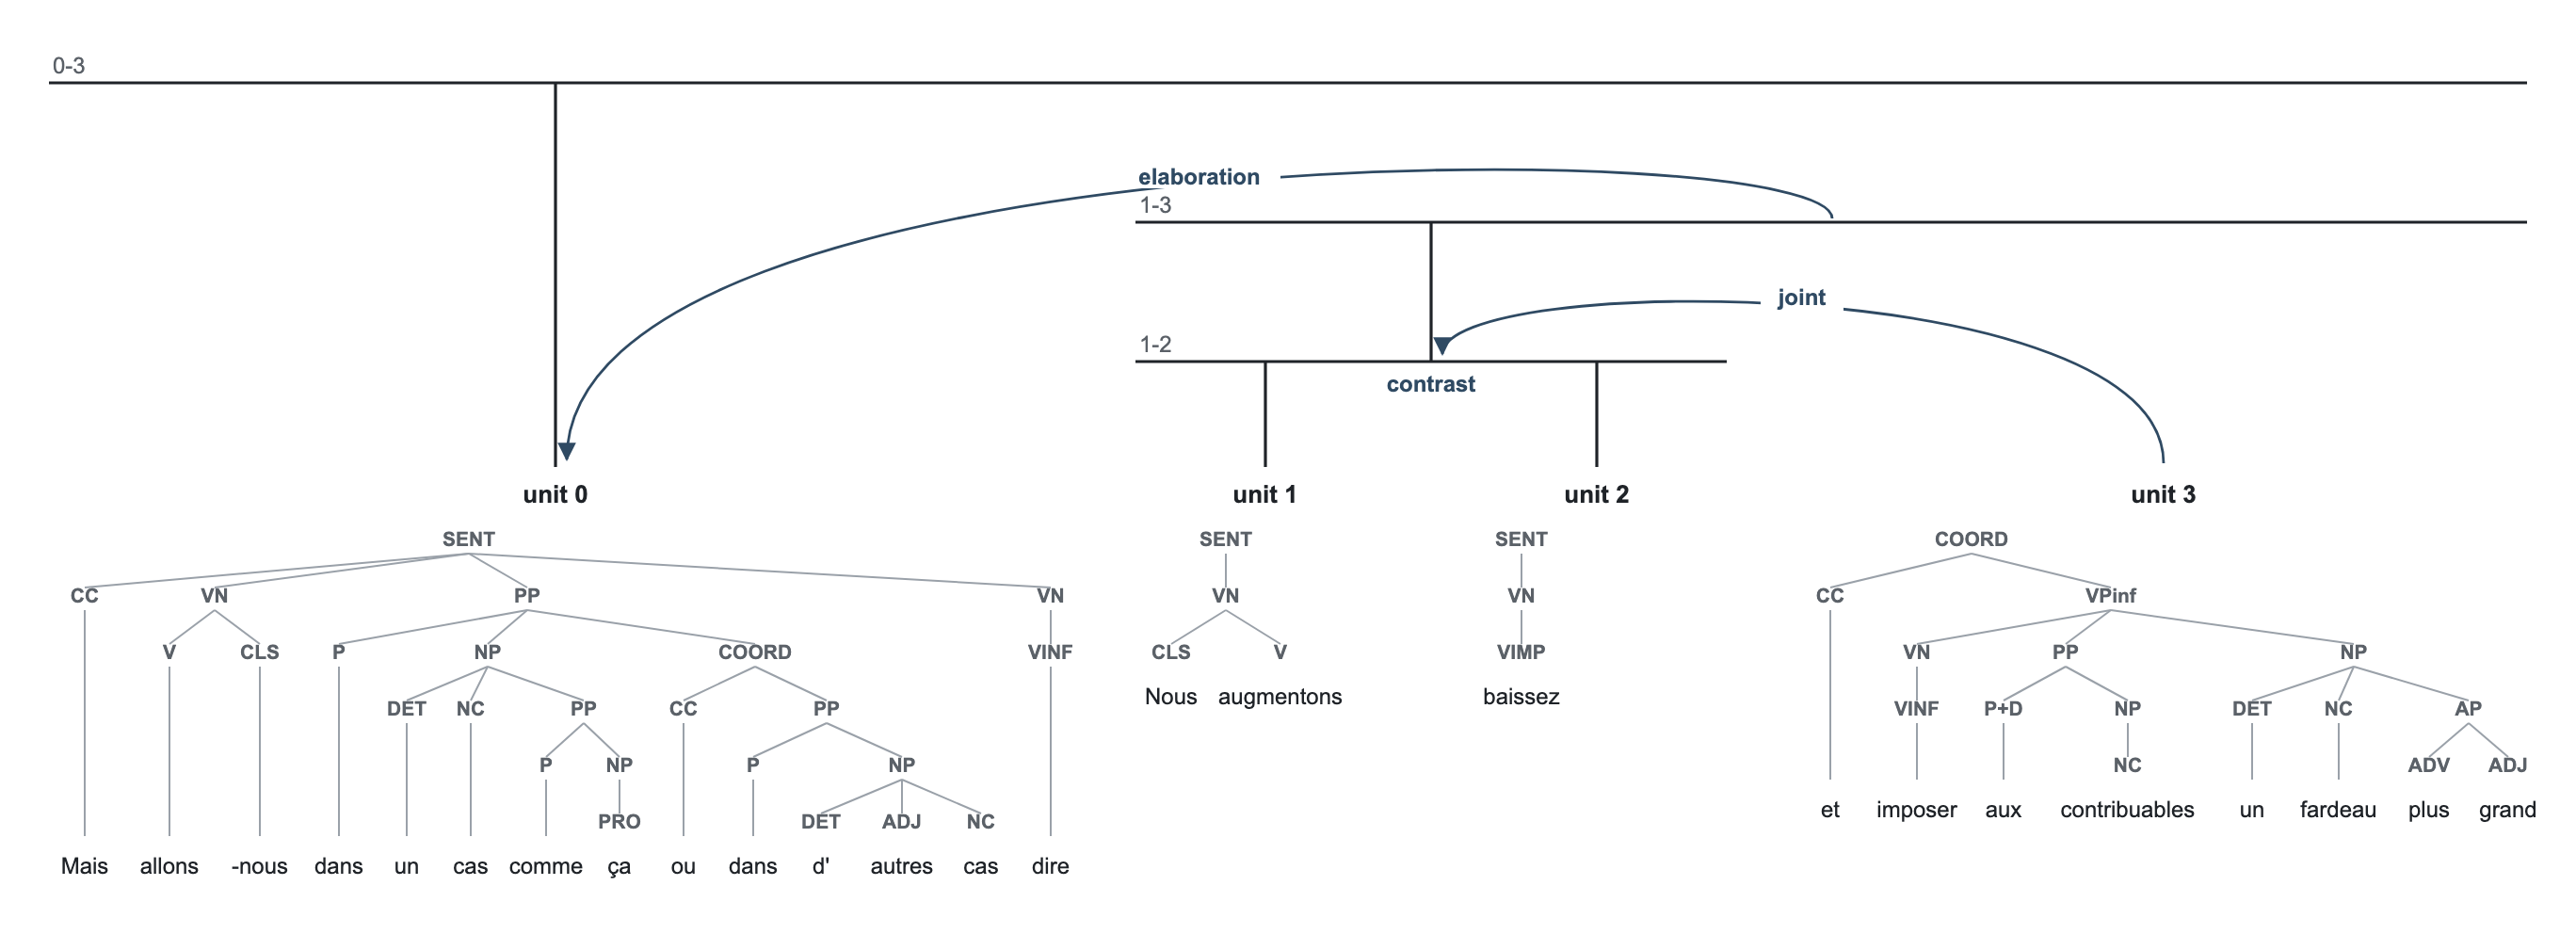 0-3
elaboration
1-3
joint
1-2
contrast
unit 0 unit 1 unit 2 unit 3
SENT SENT SENT COORD
CC VN PP VN VN VN CC VPinf
V CLS P NP COORD VINF CLS V VIMP VN PP NP
Nous augmentons baissez
DET NC PP CC PP VINF P+D NP DET NC AP
P NP P NP NC ADV ADJ
et imposer aux contribuables un fardeau plus grand
PRO DET ADJ NC
Mais allons -nous dans un cas comme ça ou dans d' autres cas dire